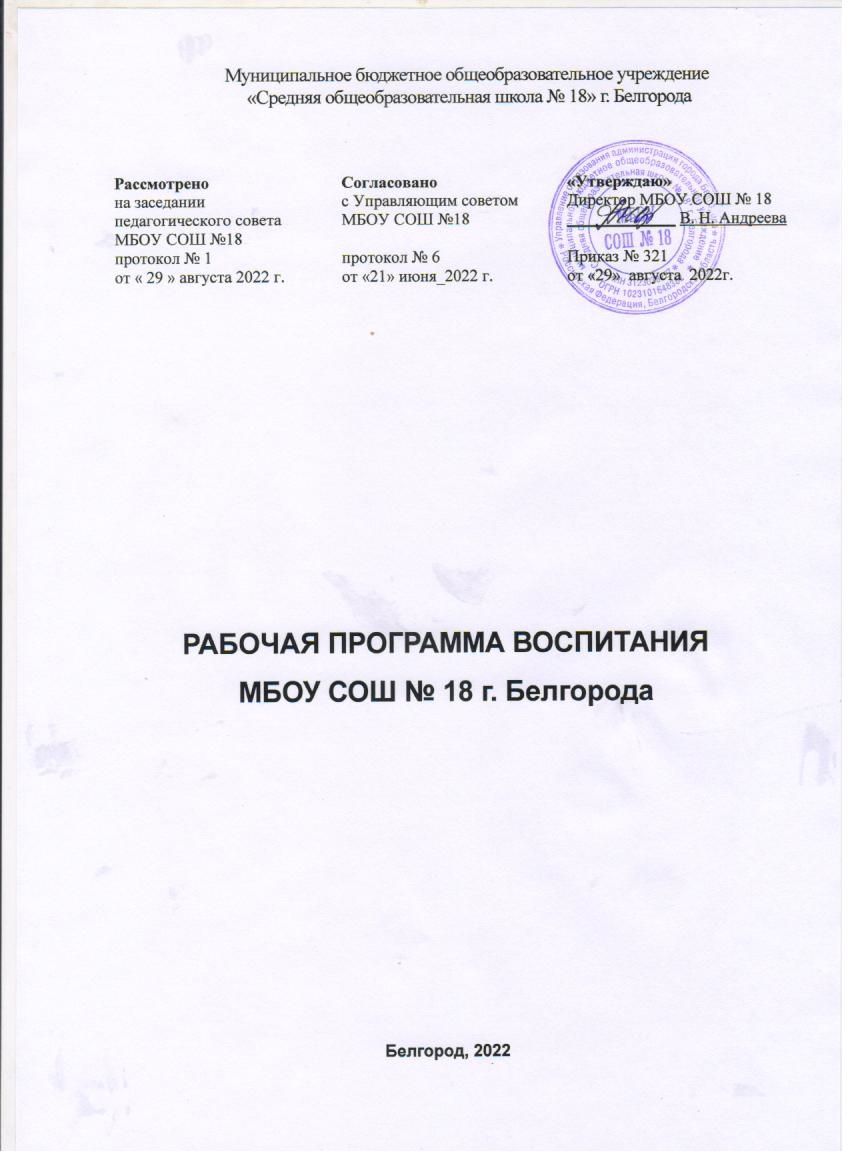 Муниципальное бюджетное общеобразовательное учреждение
«Средняя общеобразовательная школа № 18» г. Белгорода
Рассмотрено
на заседании
педагогического совета
МБОУ СОШ №18
протокол № 1
от « 29 » августа 2022 г.
Согласовано
с Управляющим советом
МБОУ СОШ №18
протокол № 6
от «21» июня_2022 г.
«Утверждаю»
Директор МБОУ СОШ № 18
В. Н. Андреева
Приказ № 321
от «29» августа 2022г.
СОШ № 18
РАБОЧАЯ ПРОГРАММА ВОСПИТАНИЯ
МБОУ СОШ № 18 г. Белгорода
Белгород, 2022